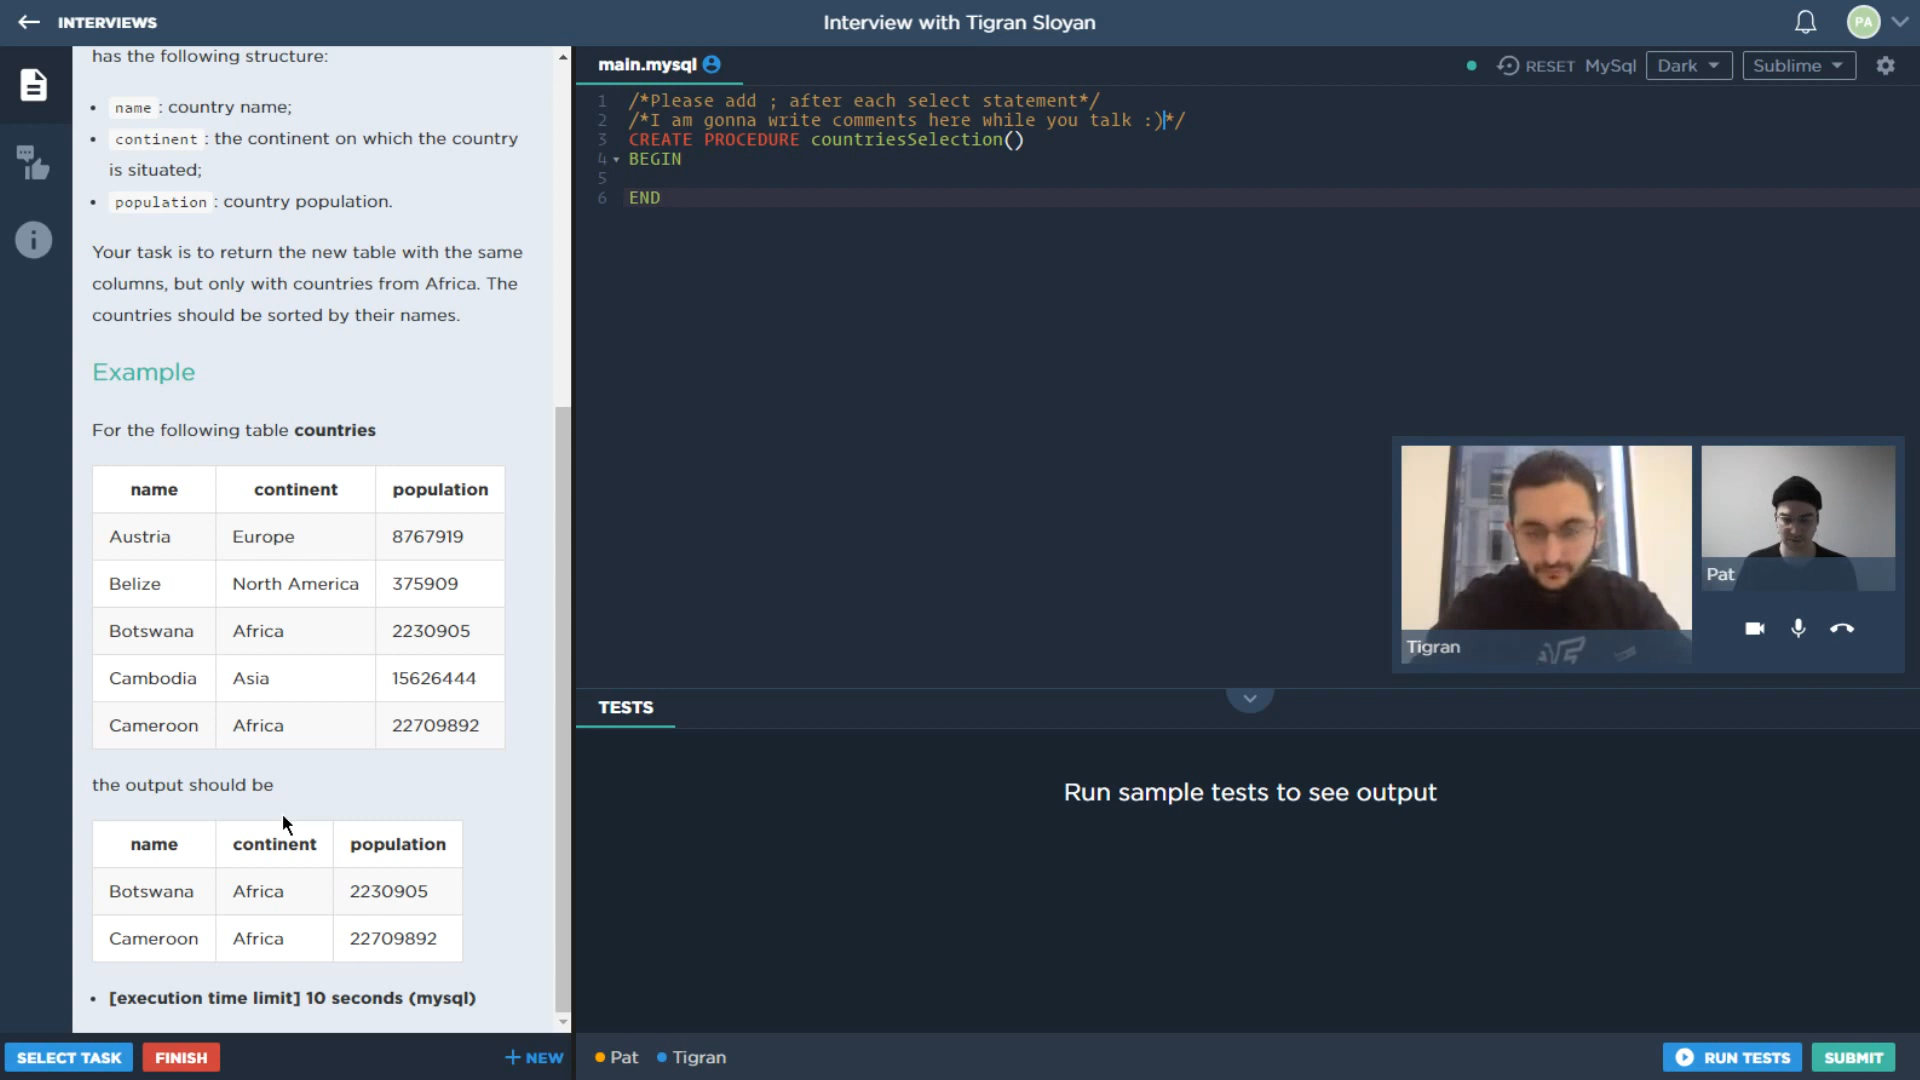 INTERVIEWS
Interview with Tigran Sloyan
PA
has the following structure:
• name : country name;
• continent : the continent on which the country
is situated;
• population : country population.
Your task is to return the new table with the same
columns, but only with countries from Africa. The
countries should be sorted by their names.
Example
For the following table countries
name continent population
Austria Europe 8767919
Belize North America 375909
Botswana Africa 2230905
Cambodia Asia 15626444
Cameroon Africa 22709892
the output should be
name continent population
Botswana Africa 2230905
Cameroon Africa 22709892
• [execution time limit] 10 seconds (mysql)
SELECT TASK
FINISH
+ NEW
main.mysql
RESET MySql Dark Sublime
1 /*Please add ; after each select statement*/
2 /*I am gonna write comments here while you talk :)*/
3 CREATE PROCEDURE countriesSelection()
4 BEGIN
5
6 END
Tigran
Pat
TESTS
Run sample tests to see output
Pat Tigran
RUN TESTS
SUBMIT